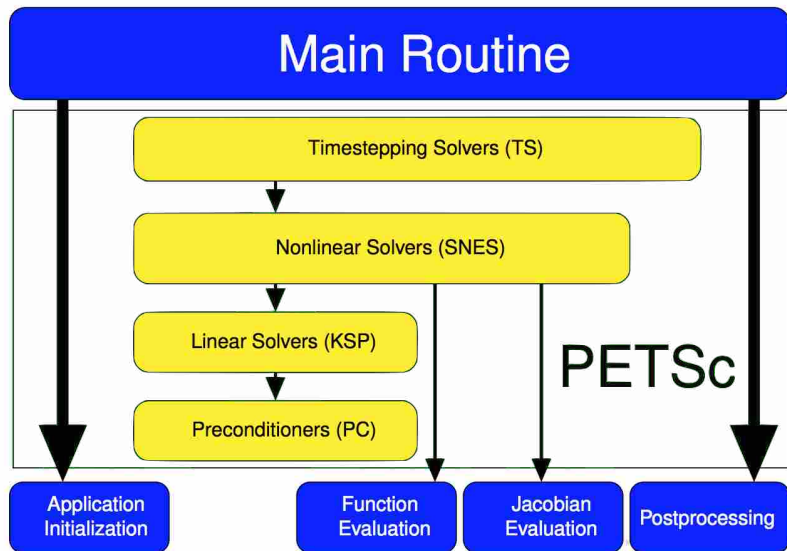 Main Routine
Timestepping Solvers (TS)
Nonlinear Solvers (SNES)
Linear Solvers (KSP)
PETSc
Preconditioners (PC)
Application
Initialization
Function
Evaluation
Jacobian
Evaluation
Postprocessing